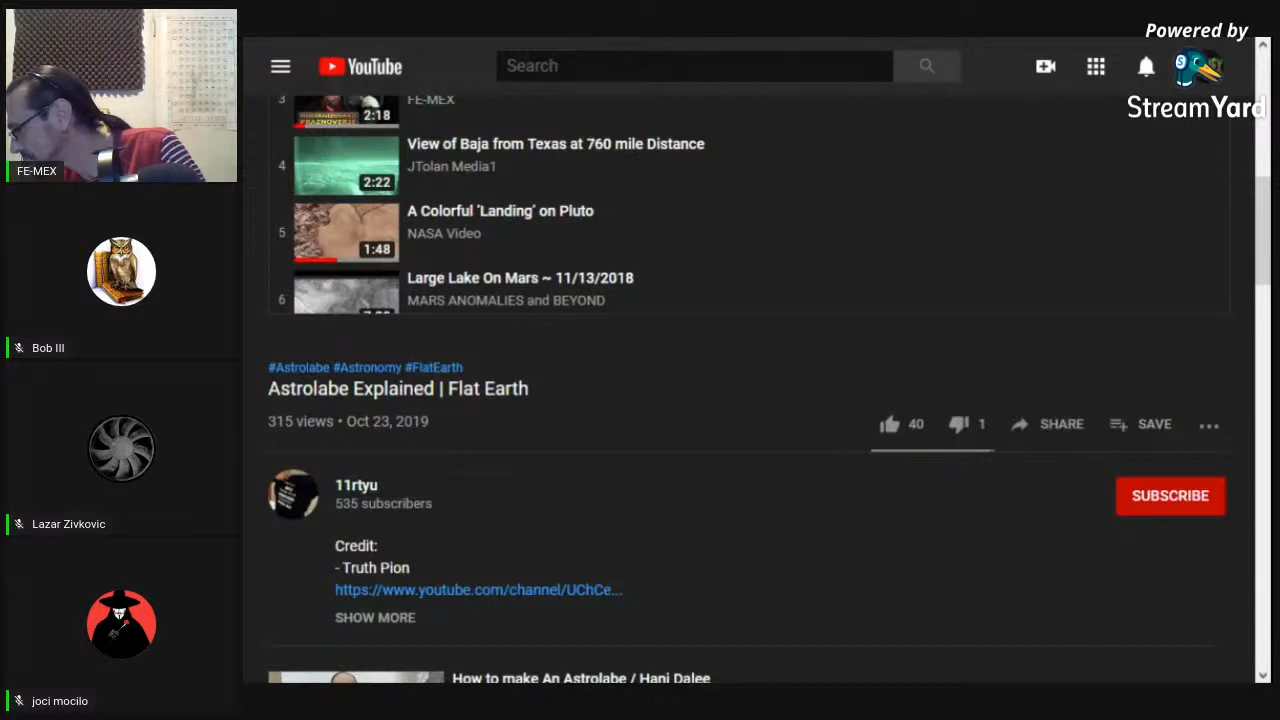 Powered by
StreamYard
YouTube
Search
3
FE-MEX
2:18
4
View of Baja from Texas at 760 mile Distance
JTolan Media1
2:22
5
A Colorful 'Landing' on Pluto
NASA Video
1:48
6
Large Lake On Mars ~ 11/13/2018
MARS ANOMALIES and BEYOND
#Astrolabe #Astronomy #FlatEarth
Astrolabe Explained | Flat Earth
315 views • Oct 23, 2019
40
1
SHARE
SAVE
11rtyu
535 subscribers
SUBSCRIBE
Credit:
- Truth Pion
https://www.youtube.com/channel/UChCe...
SHOW MORE
How to make An Astrolabe / Hani Dalee
FE-MEX
Bob III
Lazar Zivkovic
joci mocilo